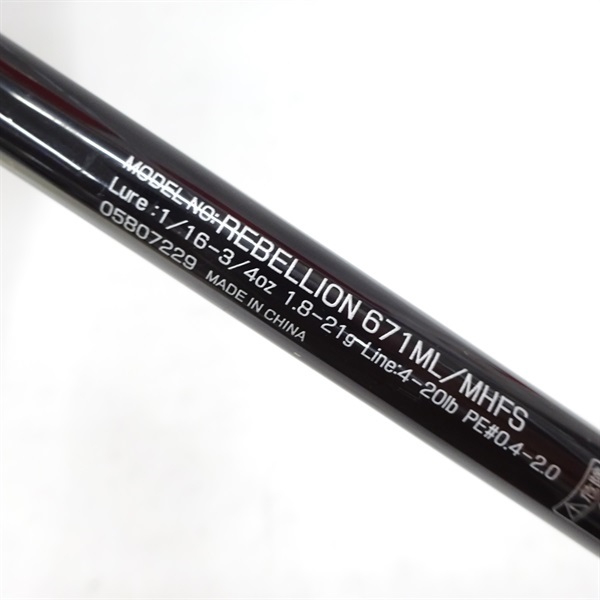 MODEL NO: REBELLION 671ML/MHFS
Lure :1/16-3/4oz 1.8-21g Line:4-20lb PE#0.4-2.0
05807229 MADE IN CHINA